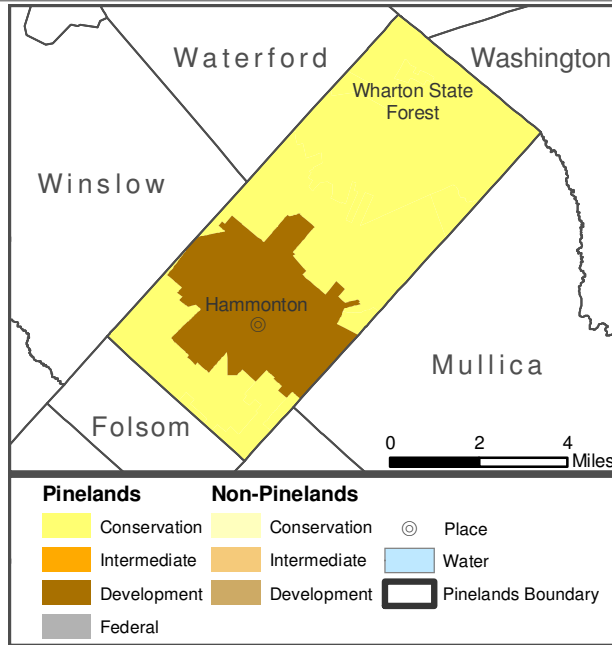 Waterford
Washington
Wharton State
Forest
Winslow
Hammonton
Mullica
Folsom
0 2 4
Miles
Pinelands Non-Pinelands
Conservation Conservation Place
Intermediate Intermediate Water
Development Development Pinelands Boundary
Federal